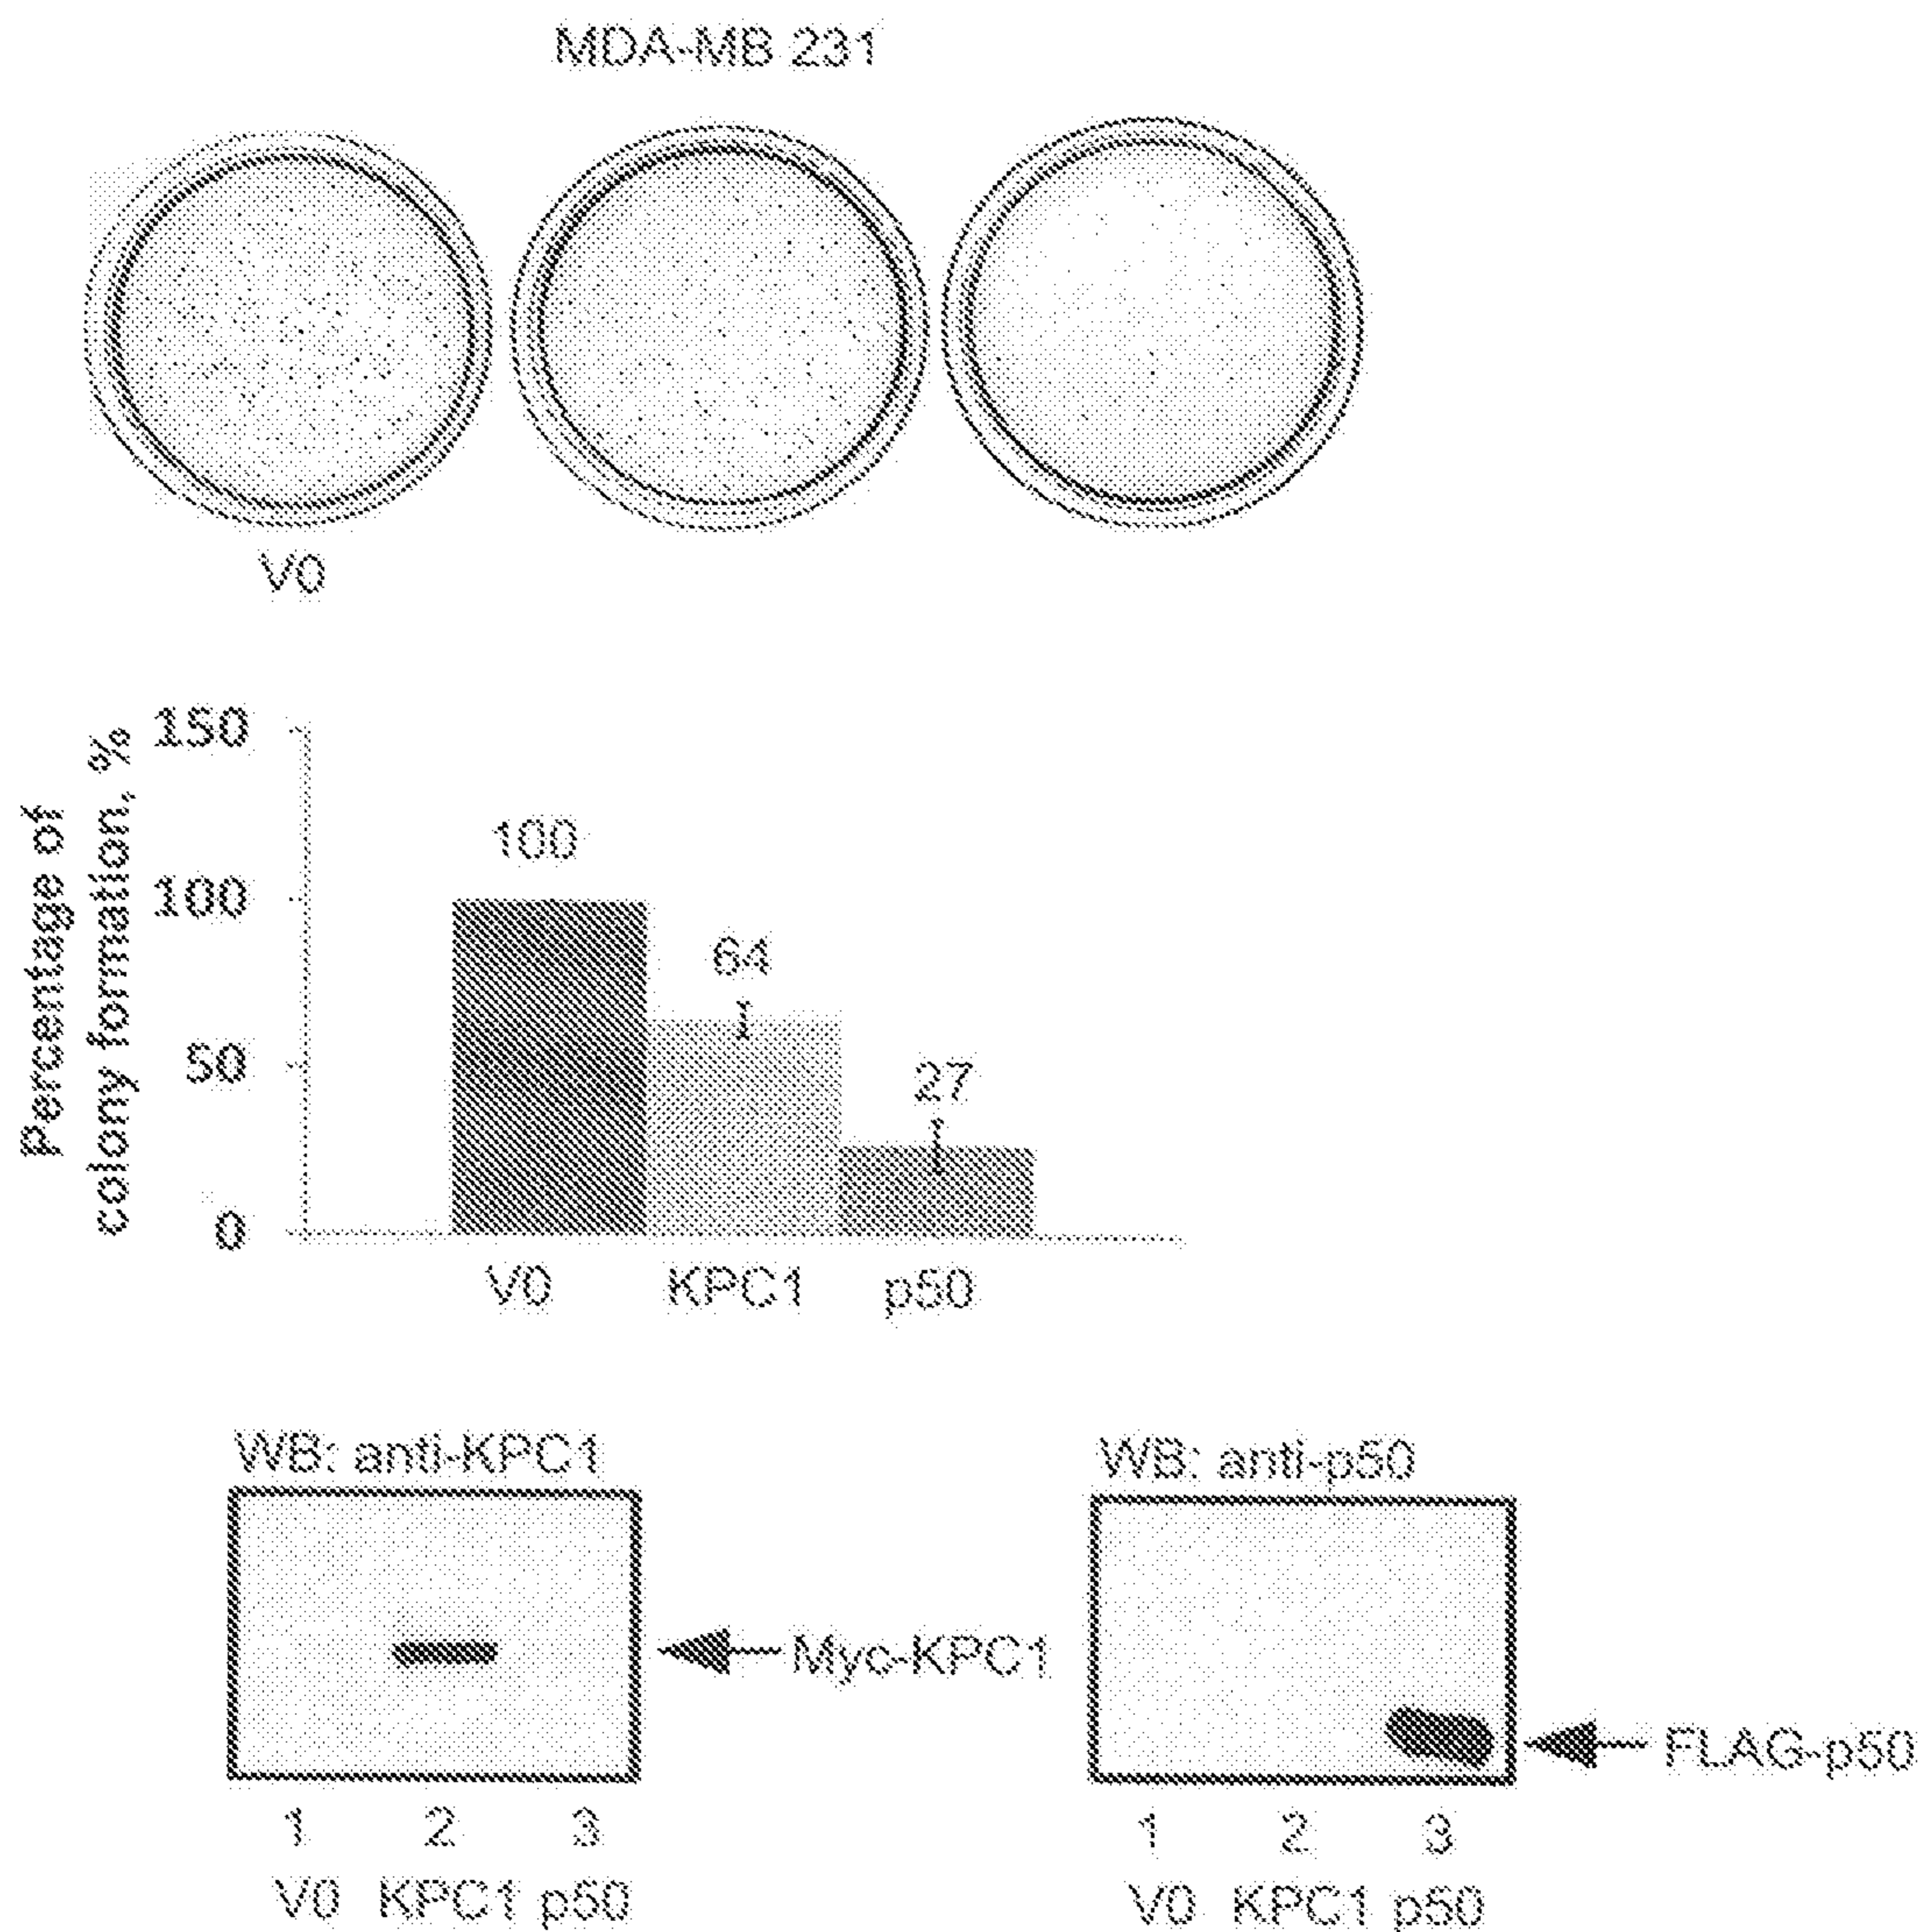 MDA-MB 231
V0
Percentage of
colony formation, %
150
100
50
0
100
64
27
V0 KPC1 p50
WB: anti-KPC1
Myc-KPC1
1 2 3
V0 KPC1 p50
WB: anti-p50
FLAG-p50
1 2 3
V0 KPC1 p50